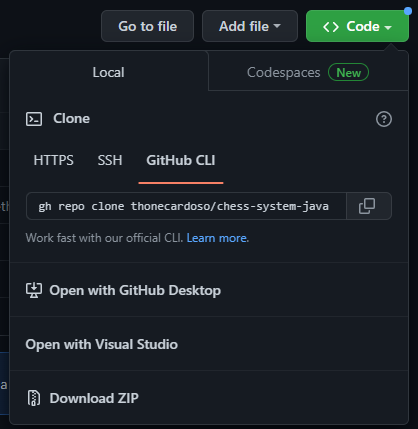 Go to file Add file Code
Local Codespaces New
Clone
HTTPS SSH GitHub CLI
gh repo clone thonecardoso/chess-system-java
Work fast with our official CLI. Learn more.
Open with GitHub Desktop
Open with Visual Studio
Download ZIP